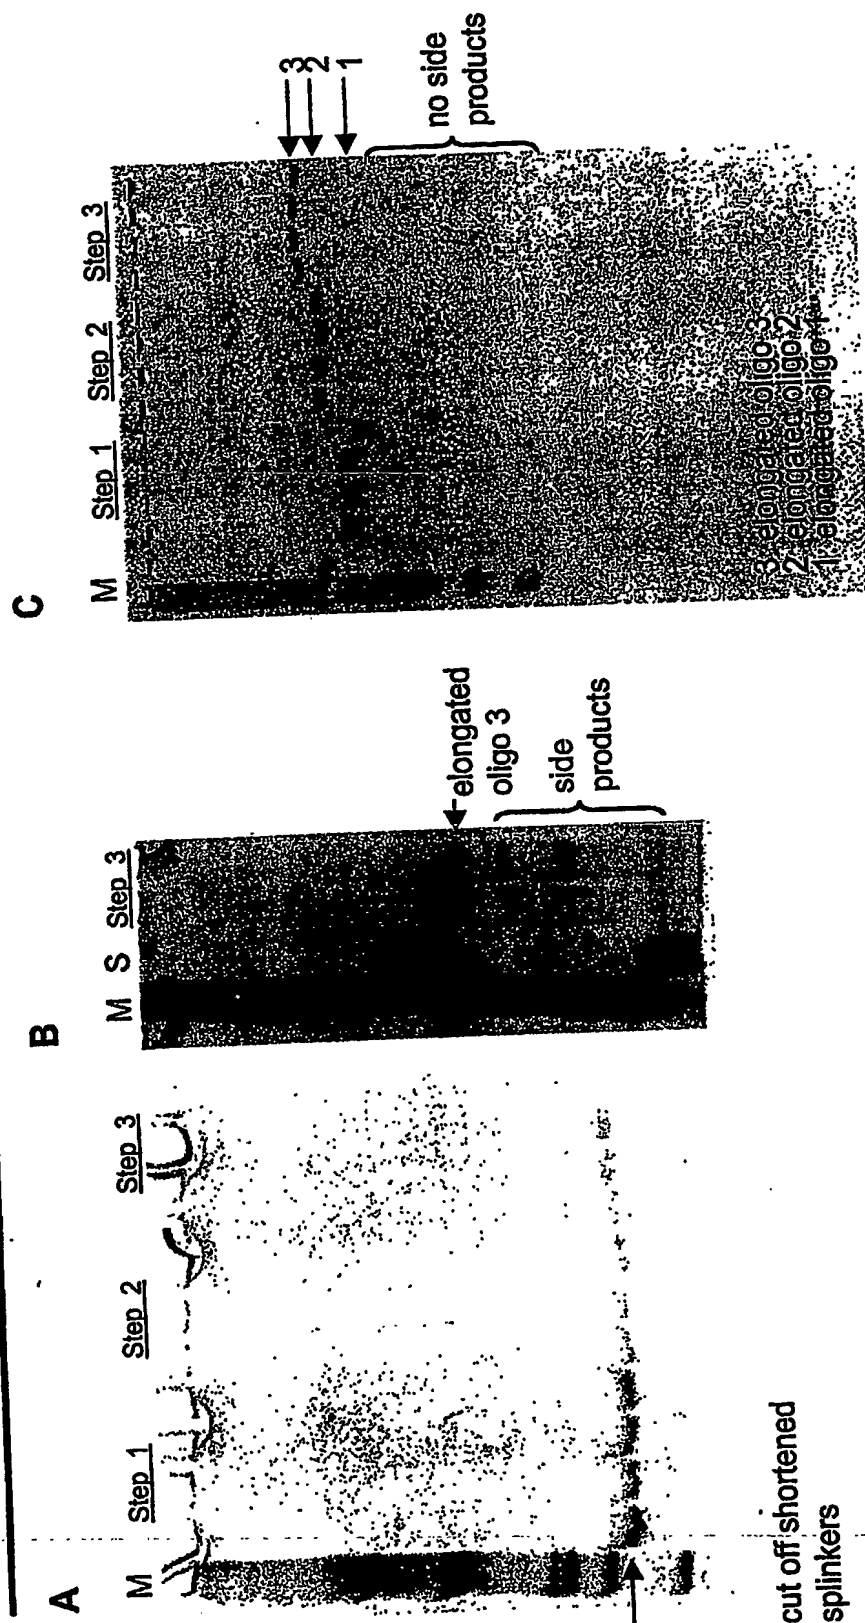 A
M
Step 1
Step 2
Step 3
cut off shortened
splinkers
B
M
S
Step 3
elongated
oligo 3
side
products
C
M
Step 1
Step 2
Step 3
3
2
1
no side
products
3 elongated oligo 3
2 elongated oligo 2
1 elongated oligo 1